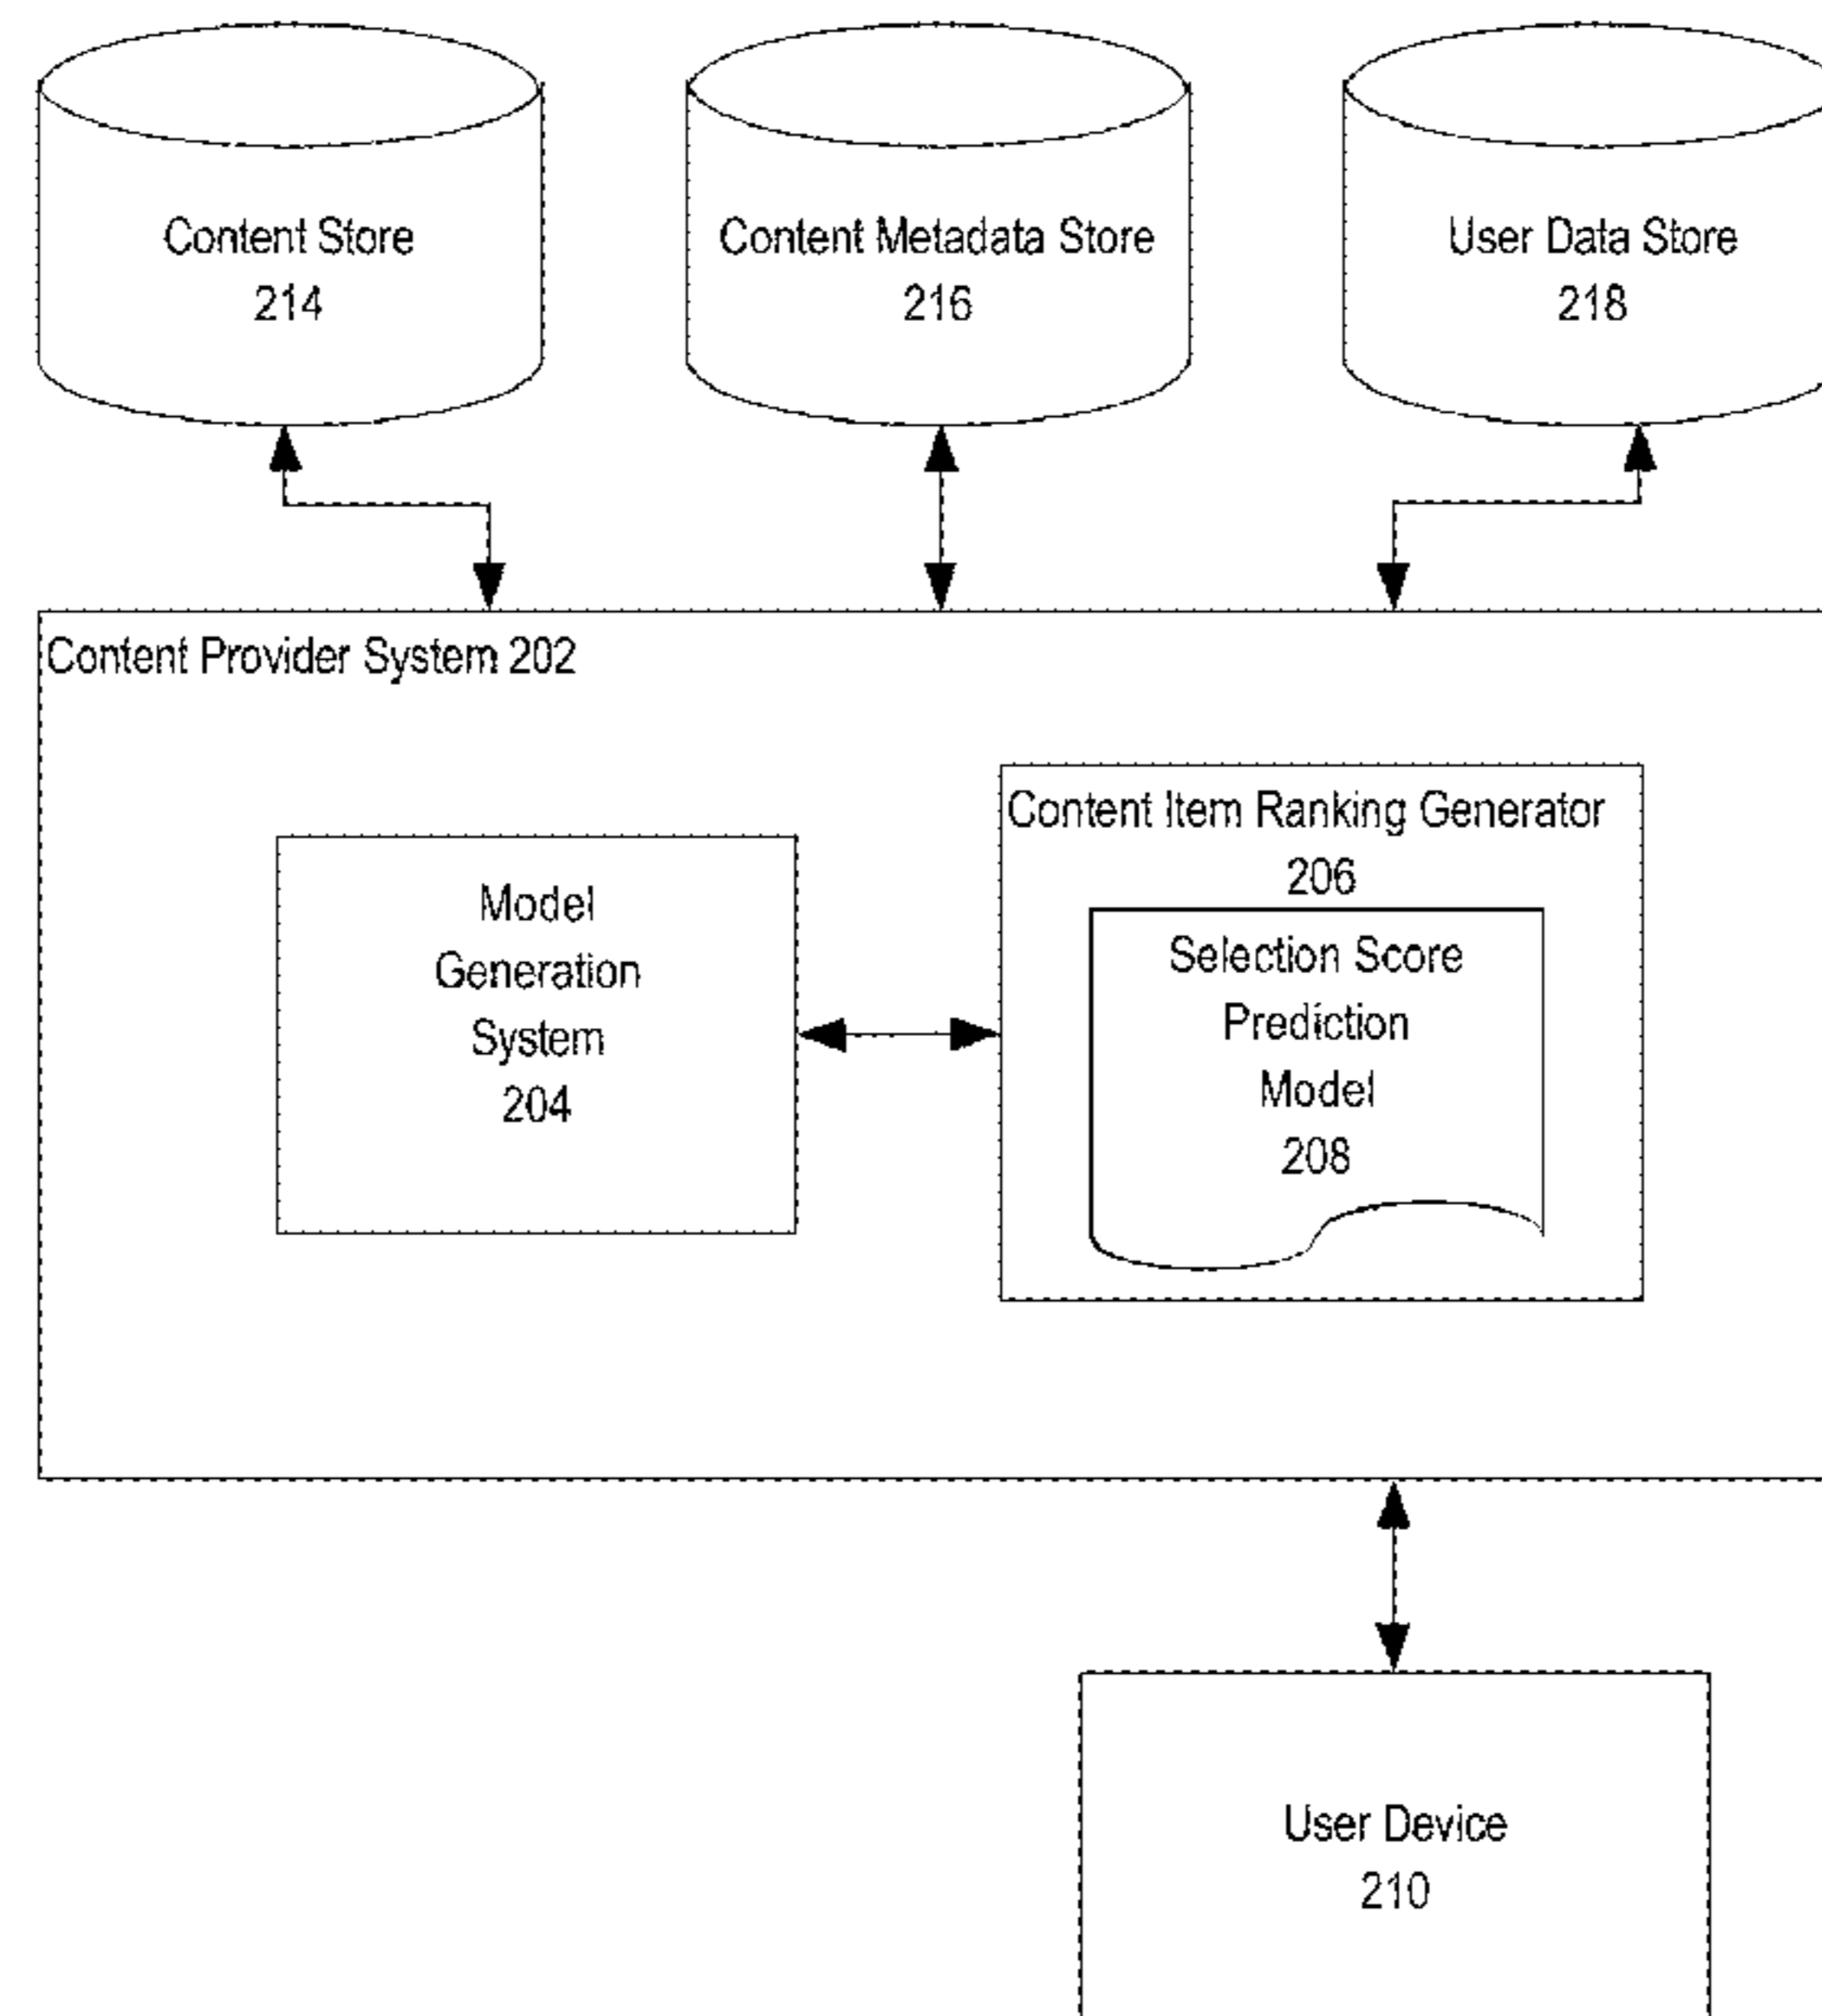 Content Store
214
Content Metadata Store
216
User Data Store
218
Content Provider System 202
Model
Generation
System
204
Content Item Ranking Generator
206
Selection Score
Prediction
Model
208
User Device
210